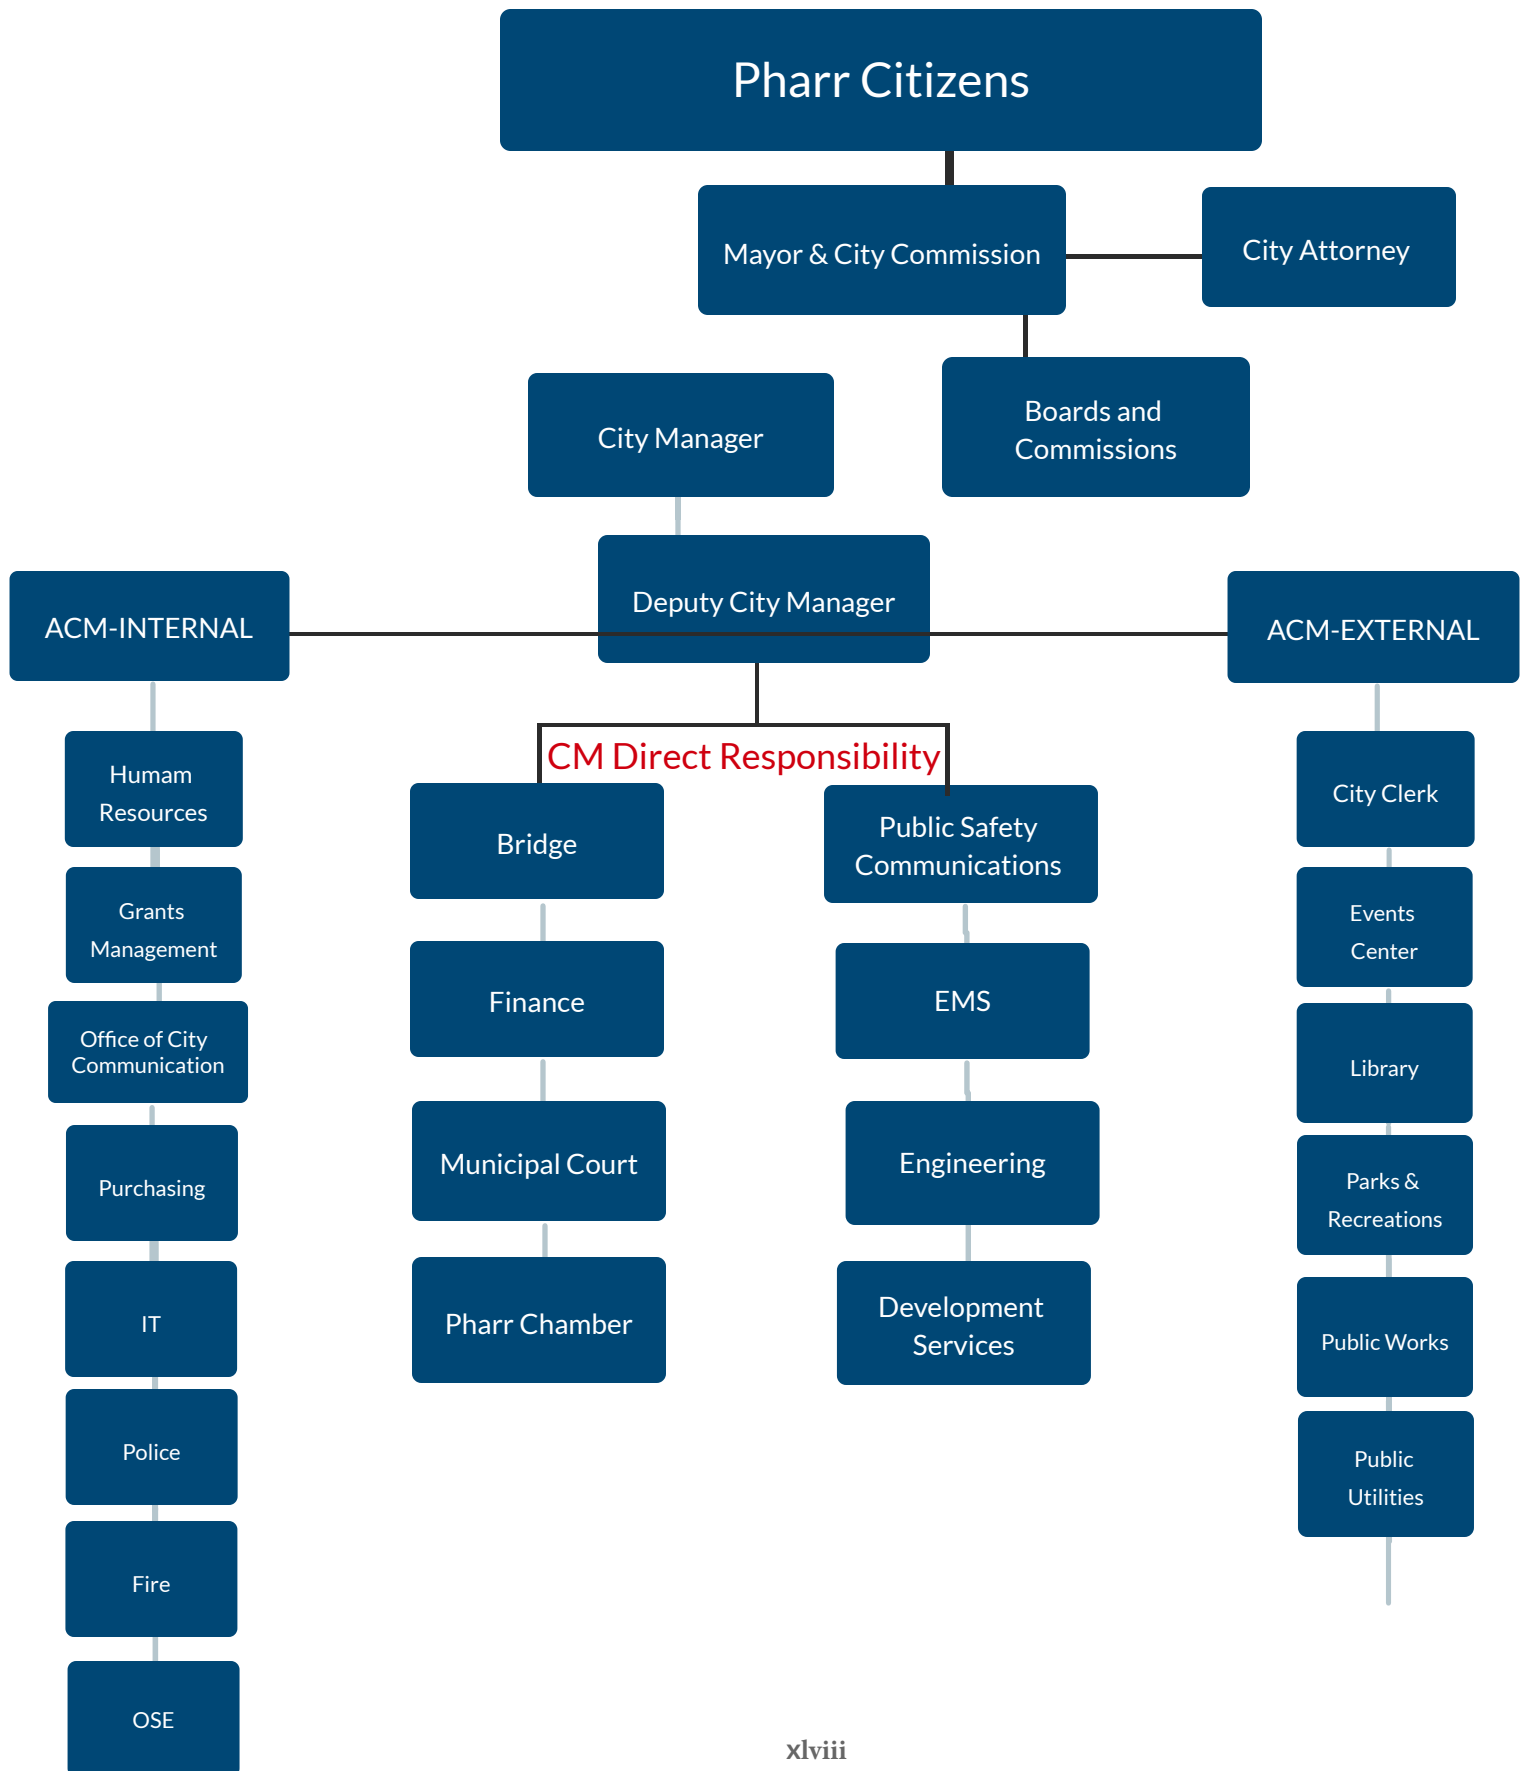 Pharr Citizens
Mayor & City Commission
City Attorney
Boards and
Commissions
City Manager
Deputy City Manager
ACM-INTERNAL
ACM-EXTERNAL
CM Direct Responsibility
Humam
Resources
Grants
Management
Office of City
Communication
Purchasing
IT
Police
Fire
OSE
Bridge
Finance
Municipal Court
Pharr Chamber
Public Safety
Communications
EMS
Engineering
Development
Services
City Clerk
Events
Center
Library
Parks &
Recreations
Public Works
Public
Utilities
xlviii